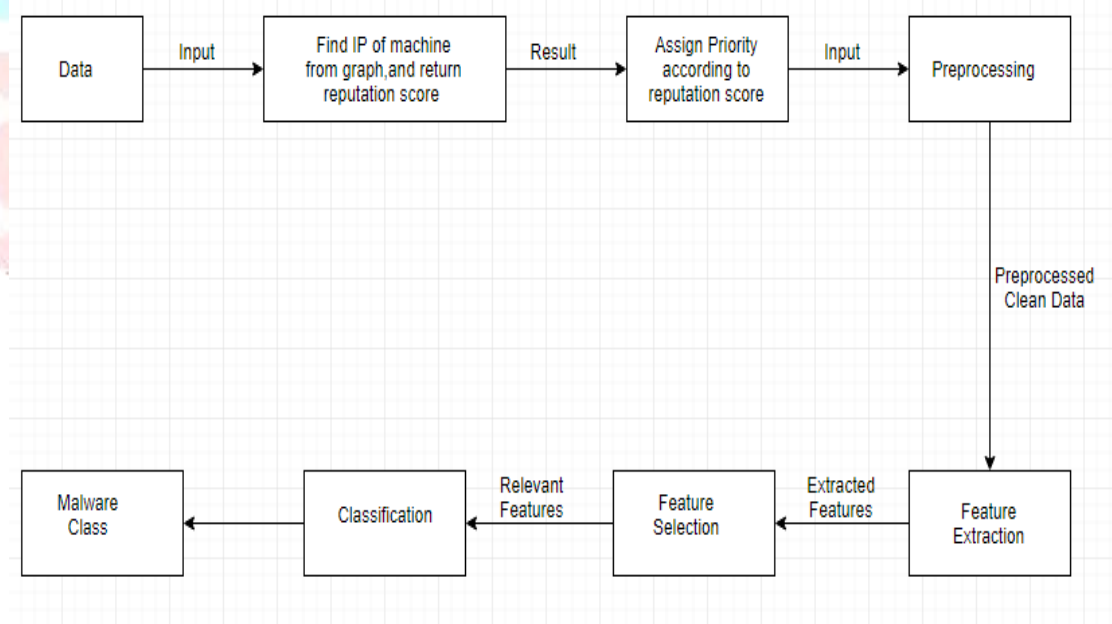 Data
Input
Find IP of machine
from graph,and return
reputation score
Result
Assign Priority
according to
reputation score
Input
Preprocessing
Preprocessed
Clean Data
Feature
Extraction
Extracted
Features
Feature
Selection
Relevant
Features
Classification
Malware
Class